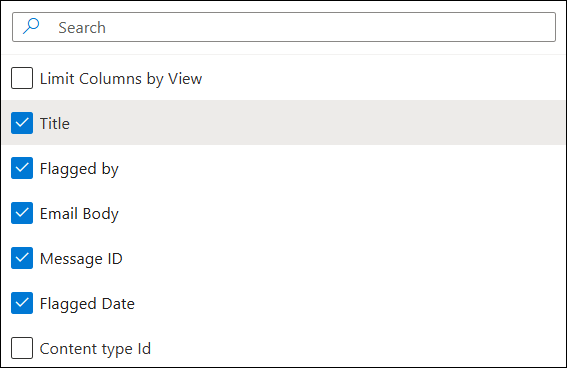 Search
Limit Columns by View
Title
Flagged by
Email Body
Message ID
Flagged Date
Content type Id